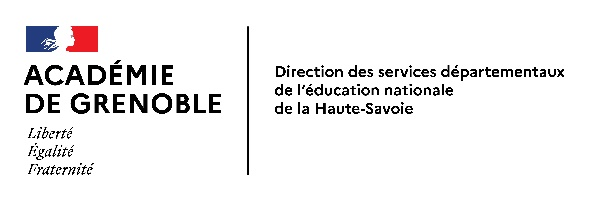 ACADÉMIE
DE GRENOBLE
Liberté
Égalité
Fraternité
Direction des services départementaux
de l'éducation nationale
de la Haute-Savoie